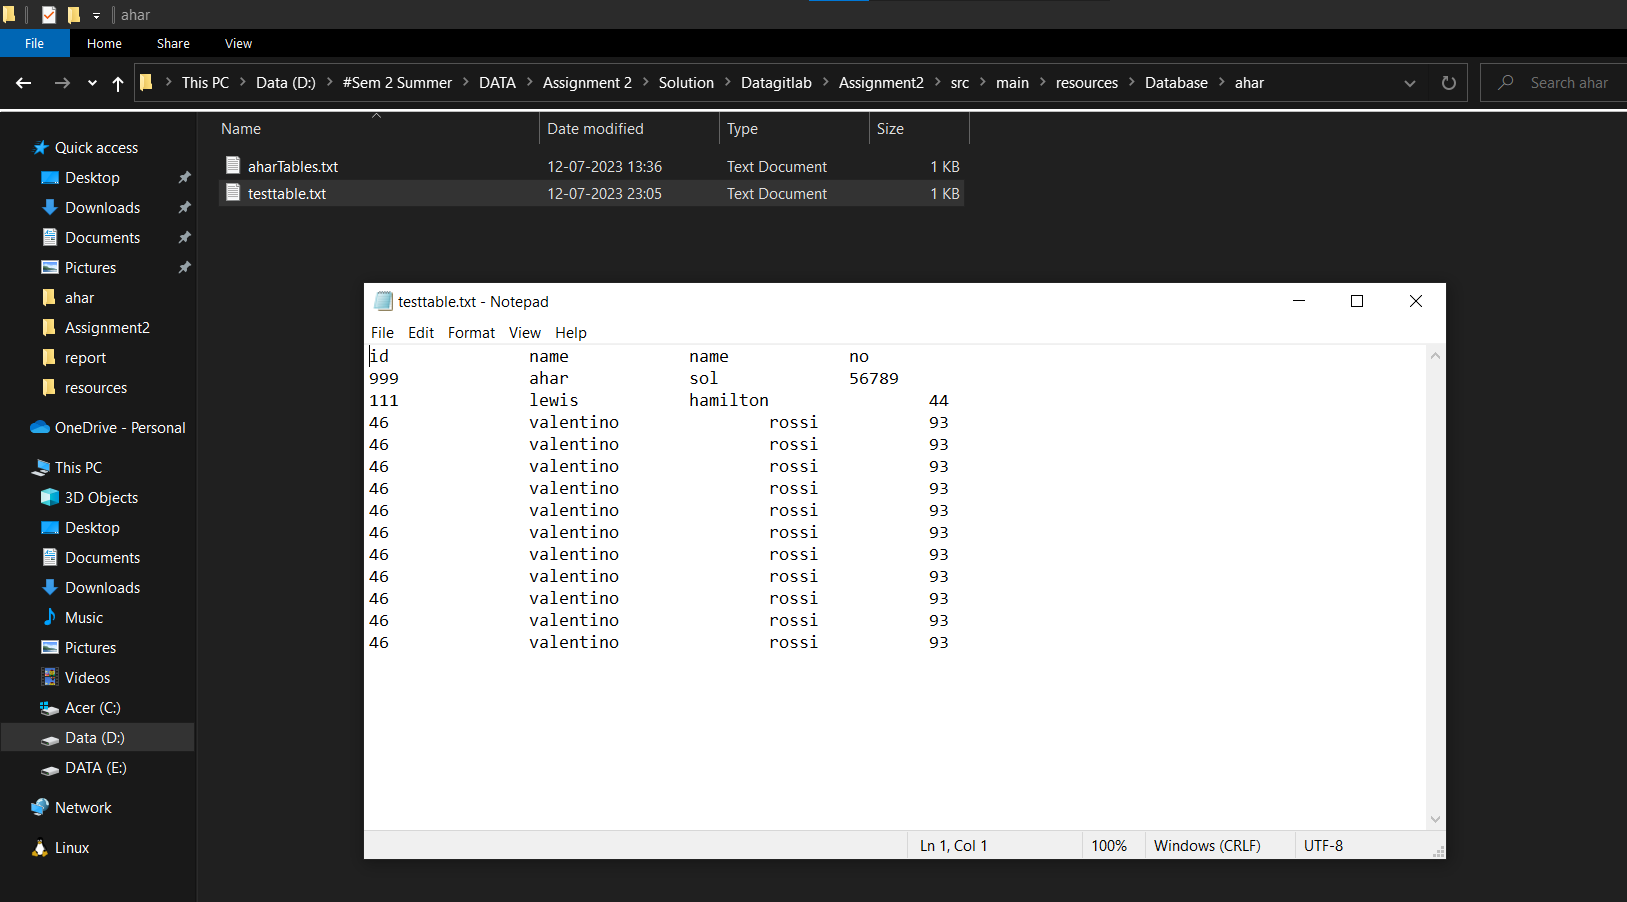 ahar
File Home Share View
This PC > Data (D:) > #Sem 2 Summer > DATA > Assignment 2 > Solution > Datagitlab > Assignment2 > src > main > resources > Database > ahar
Search ahar
Name Date modified Type Size
aharTables.txt 12-07-2023 13:36 Text Document 1 KB
testtable.txt 12-07-2023 23:05 Text Document 1 KB
Quick access
Desktop
Downloads
Documents
Pictures
ahar
Assignment2
report
resources
OneDrive - Personal
This PC
3D Objects
Desktop
Documents
Downloads
Music
Pictures
Videos
Acer (C:)
Data (D:)
DATA (E:)
Network
Linux
testtable.txt - Notepad
File Edit Format View Help
id name name no
999 ahar sol 56789
111 lewis hamilton 44
46 valentino rossi 93
46 valentino rossi 93
46 valentino rossi 93
46 valentino rossi 93
46 valentino rossi 93
46 valentino rossi 93
46 valentino rossi 93
46 valentino rossi 93
46 valentino rossi 93
46 valentino rossi 93
46 valentino rossi 93
Ln 1, Col 1 100% Windows (CRLF) UTF-8